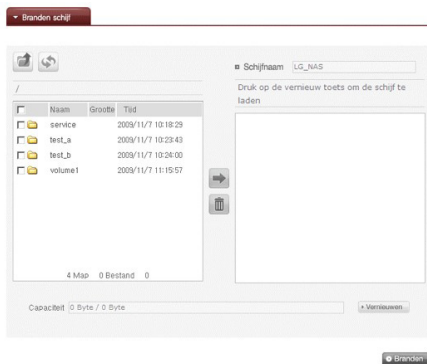 Branden schijf
Schijfnaam LG_NAS
/
Druk op de vernieuw toets om de schijf te
laden
Naam Grootte Tijd
service 2009/11/7 10:18:29
test_a 2009/11/7 10:23:43
test_b 2009/11/7 10:24:00
volume1 2009/11/7 11:15:57
4 Map 0 Bestand 0
Capaciteit 0 Byte / 0 Byte
Vernieuwen
Branden